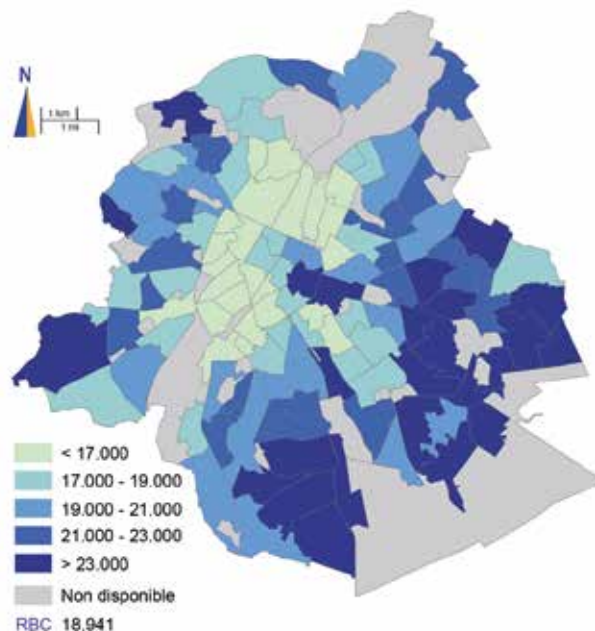 N
1 km
1 mi
< 17.000
17.000 - 19.000
19.000 - 21.000
21.000 - 23.000
> 23.000
Non disponible
RBC 18.941